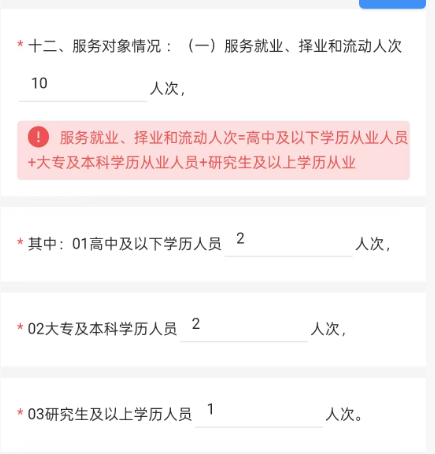 * 十二、服务对象情况：（一）服务就业、择业和流动人次
10 人次，
! 服务就业、择业和流动人次=高中及以下学历从业人员
+大专及本科学历从业人员+研究生及以上学历从业
* 其中：01高中及以下学历人员 2 人次，
* 02大专及本科学历人员 2 人次，
* 03研究生及以上学历人员 1 人次。